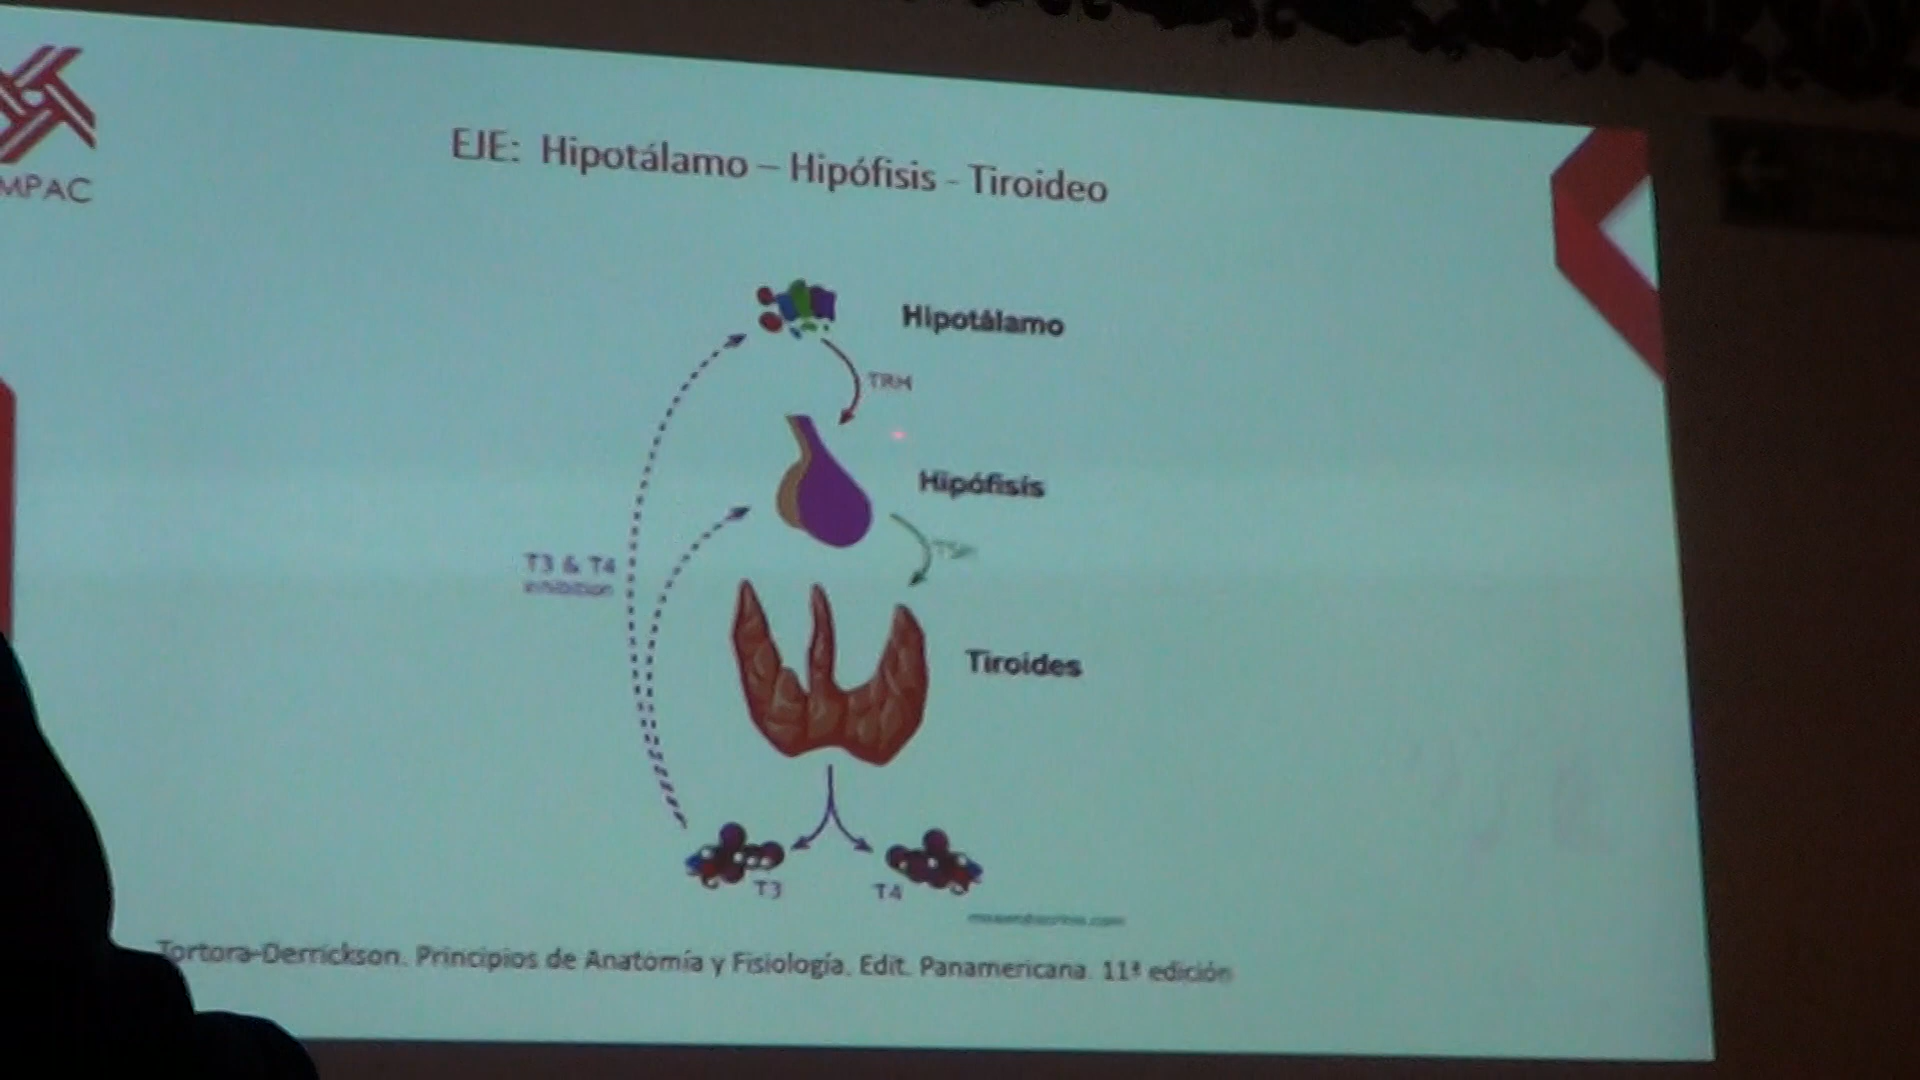 MPAC
EJE: Hipotálamo – Hipófisis - Tiroideo
Hipotálamo
TRH
Hipófisis
TSH
T3 & T4
inhibition
Tiroides
T3
T4
Tortora-Derrickson. Principios de Anatomía y Fisiología. Edit. Panamericana. 11ª edición